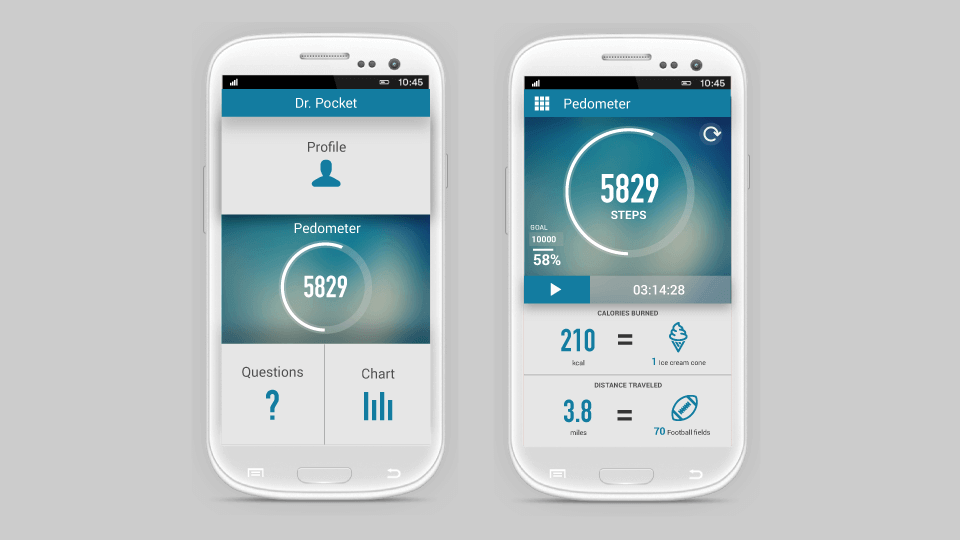 10:45
Dr. Pocket
Profile
Pedometer
5829
Questions
Chart
?
10:45
Pedometer
5829
STEPS
GOAL
10000
58%
03:14:28
CALORIES BURNED
210 =
kcal
1 Ice cream cone
DISTANCE TRAVELED
3.8 =
miles
70 Football fields